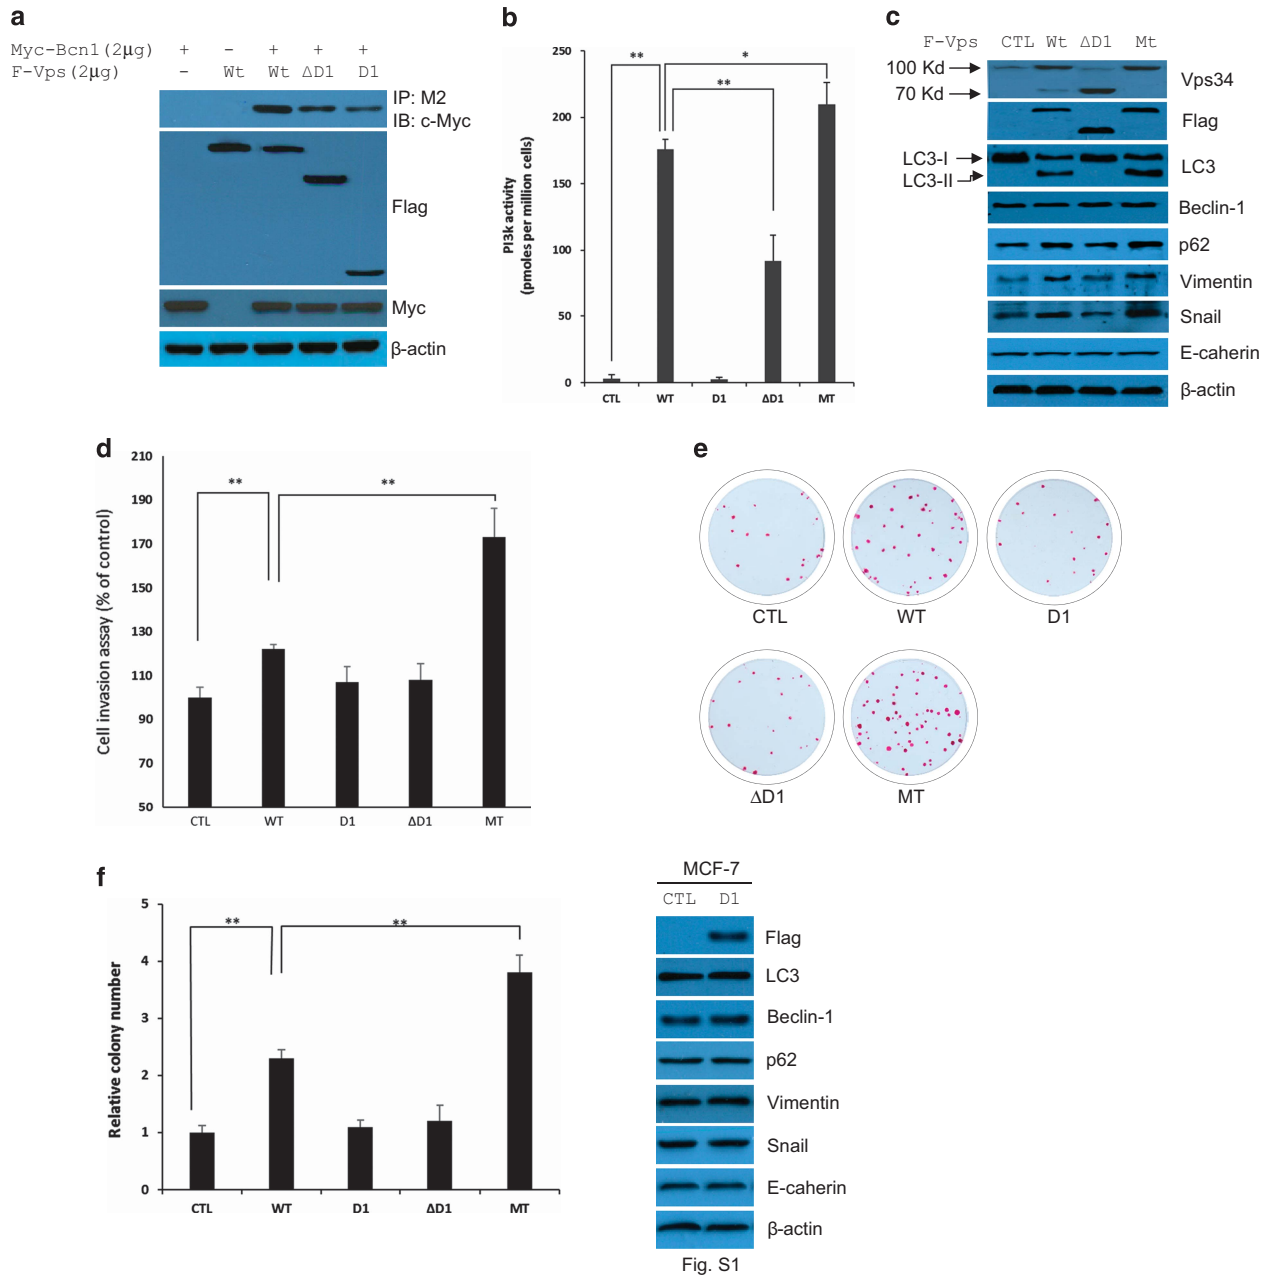 a
Myc-Bcn1(2µg) + - + + +
F-Vps(2µg) - Wt Wt ΔD1 D1
IP: M2
IB: c-Myc
Flag
Myc
β-actin
b
PI3k activity
(pmoles per million cells)
250
200
150
100
50
0
** * **
CTL WT D1 ΔD1 MT
c
F-Vps CTL Wt ΔD1 Mt
100 Kd
70 Kd
Vps34
Flag
LC3-I
LC3-II
LC3
Beclin-1
p62
Vimentin
Snail
E-caherin
β-actin
d
Cell invasion assay (% of control)
210
190
170
150
130
110
90
70
50
** **
CTL WT D1 ΔD1 MT
e
CTL WT D1
ΔD1 MT
f
Relative colony number
5
4
3
2
1
0
** **
CTL WT D1 ΔD1 MT
MCF-7
CTL D1
Flag
LC3
Beclin-1
p62
Vimentin
Snail
E-caherin
β-actin
Fig. S1